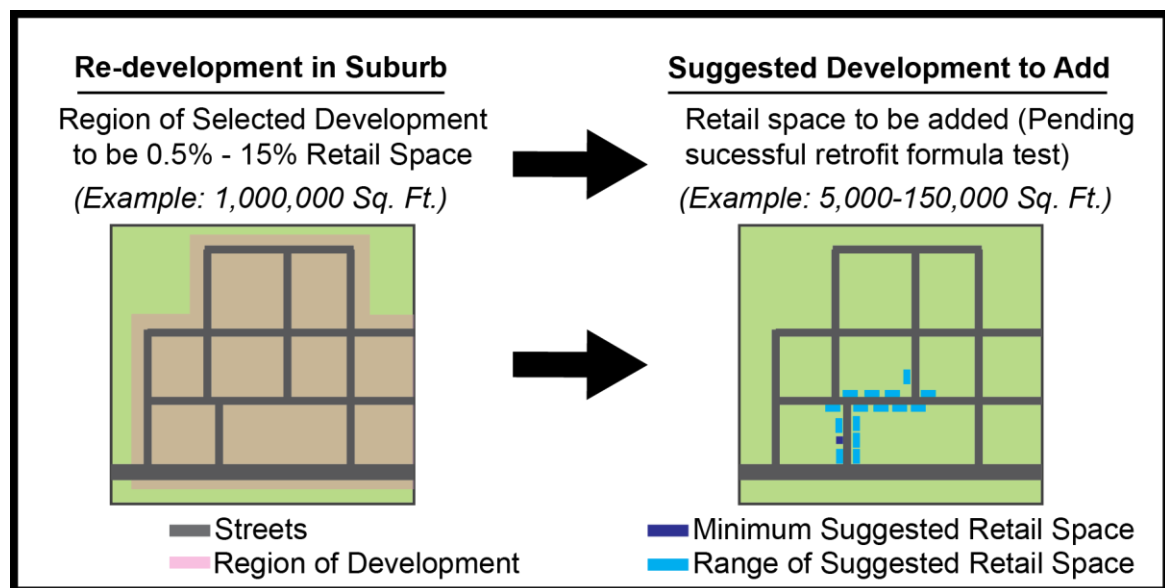 Re-development in Suburb
Region of Selected Development
to be 0.5% - 15% Retail Space
(Example: 1,000,000 Sq. Ft.)
Streets
Region of Development
Suggested Development to Add
Retail space to be added (Pending
sucessful retrofit formula test)
(Example: 5,000-150,000 Sq. Ft.)
Minimum Suggested Retail Space
Range of Suggested Retail Space